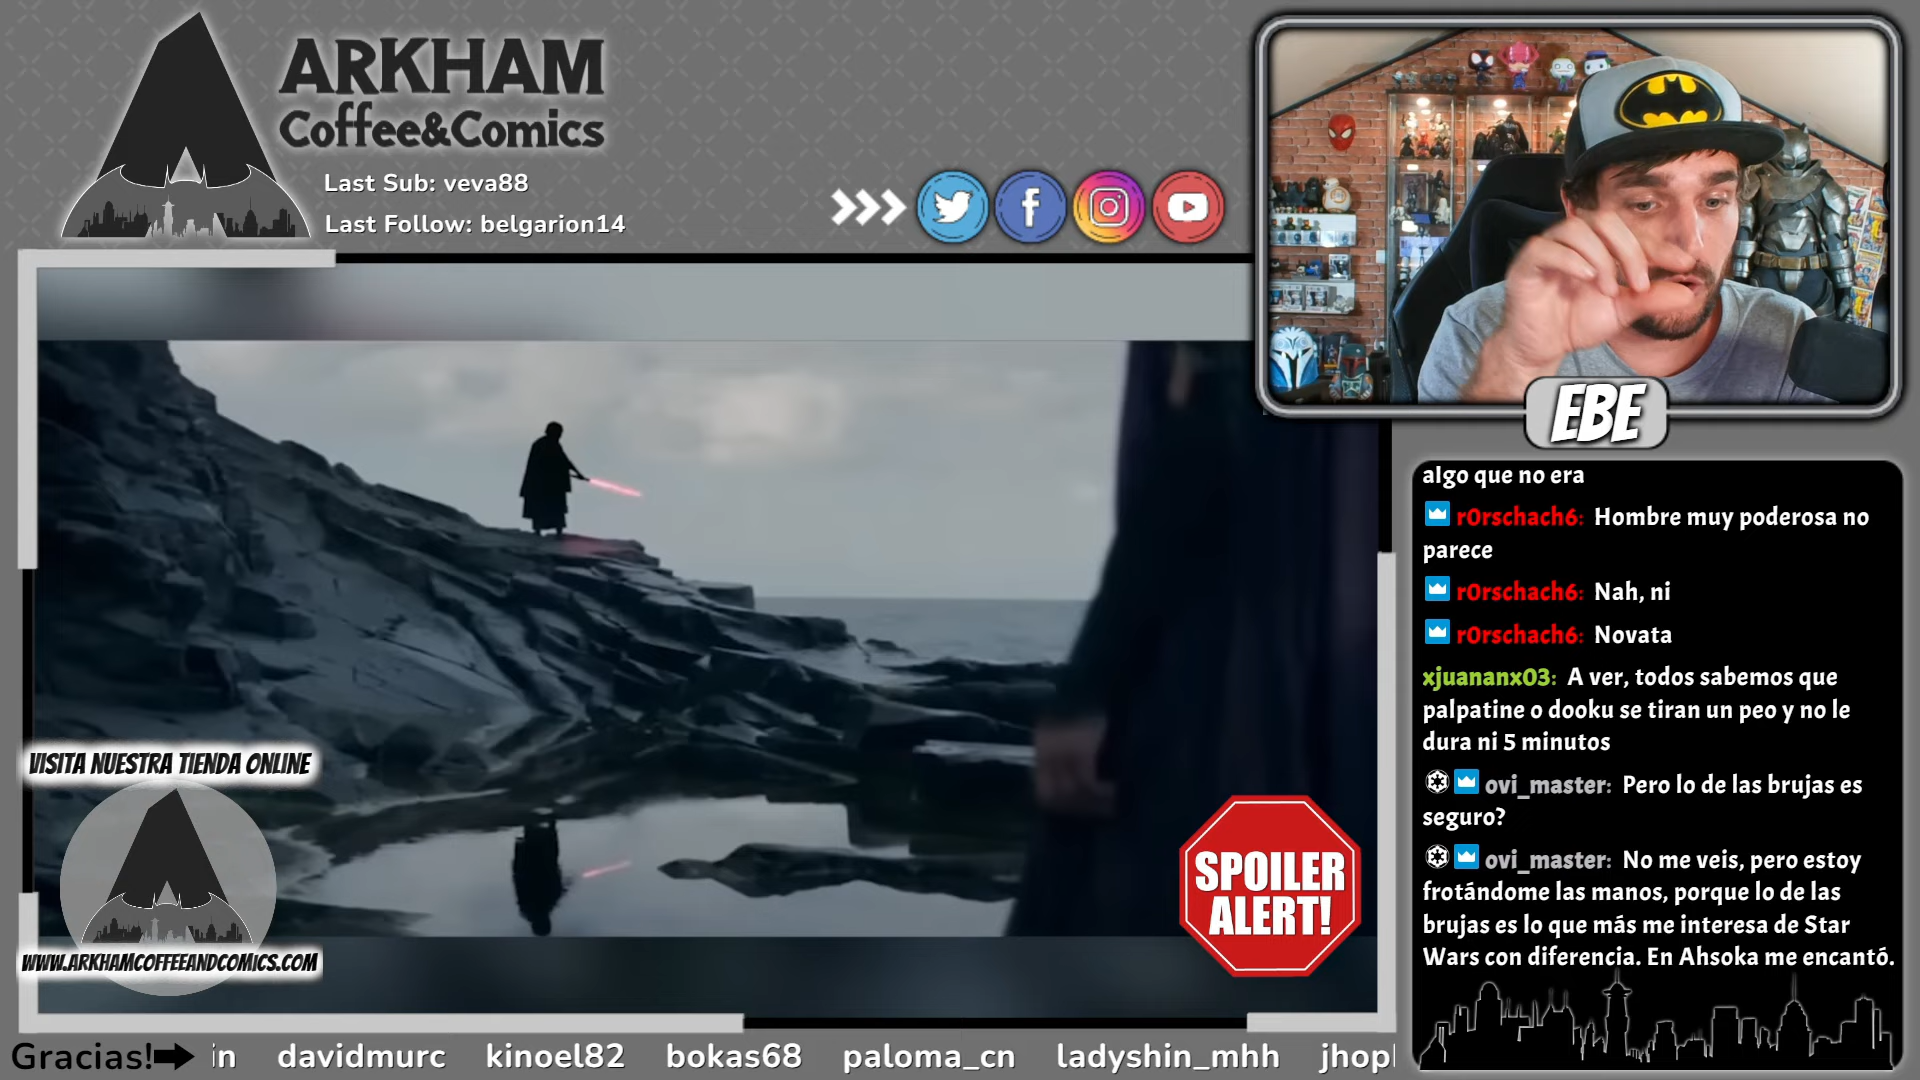 ARKHAM
Coffee&Comics
Last Sub: veva88
Last Follow: belgarion14
EBE
algo que no era
r0rschach6: Hombre muy poderosa no
parece
r0rschach6: Nah, ni
r0rschach6: Novata
xjuananx03: A ver, todos sabemos que
palpatine o dooku se tiran un peo y no le
dura ni 5 minutos
ovi_master: Pero lo de las brujas es
seguro?
ovi_master: No me veis, pero estoy
frotándome las manos, porque lo de las
brujas es lo que más me interesa de Star
Wars con diferencia. En Ahsoka me encantó.
VISITA NUESTRA TIENDA ONLINE
WWW.ARKHAMCOFFEEANDCOMICS.COM
SPOILER
ALERT!
Gracias! in davidmurc kinoel82 bokas68 paloma_cn ladyshin_mhh jhopl